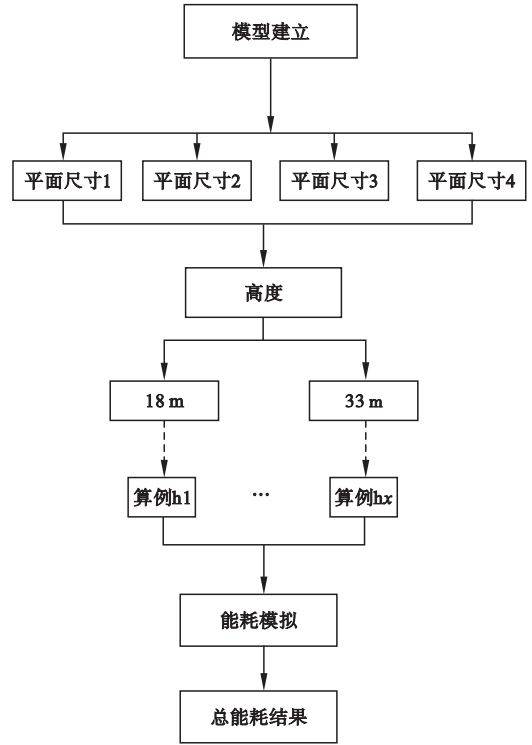 模型建立
平面尺寸1
平面尺寸2
平面尺寸3
平面尺寸4
高度
18 m
33 m
算例h1
...
算例hx
能耗模拟
总能耗结果